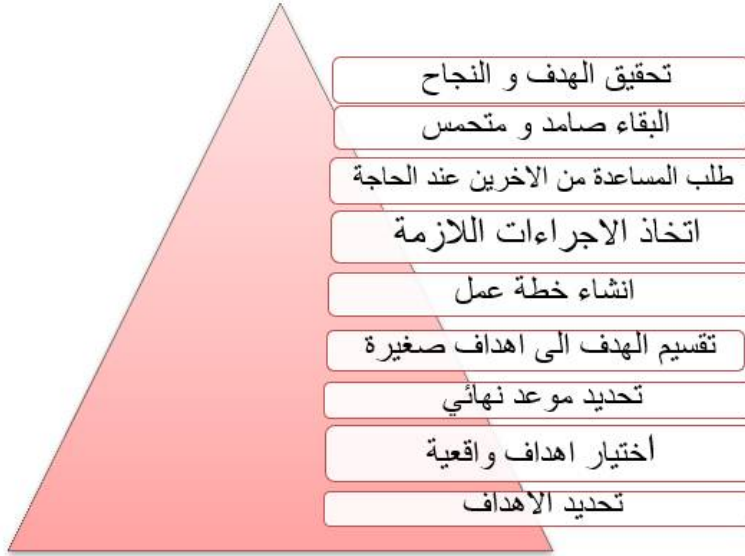 تحقيق الهدف و النجاح
البقاء صامد و متحمس
طلب المساعدة من الاخرين عند الحاجة
اتخاذ الاجراءات اللازمة
انشاء خطة عمل
تقسيم الهدف الى اهداف صغيرة
تحديد موعد نهائي
أختيار اهداف واقعية
تحديد الاهداف